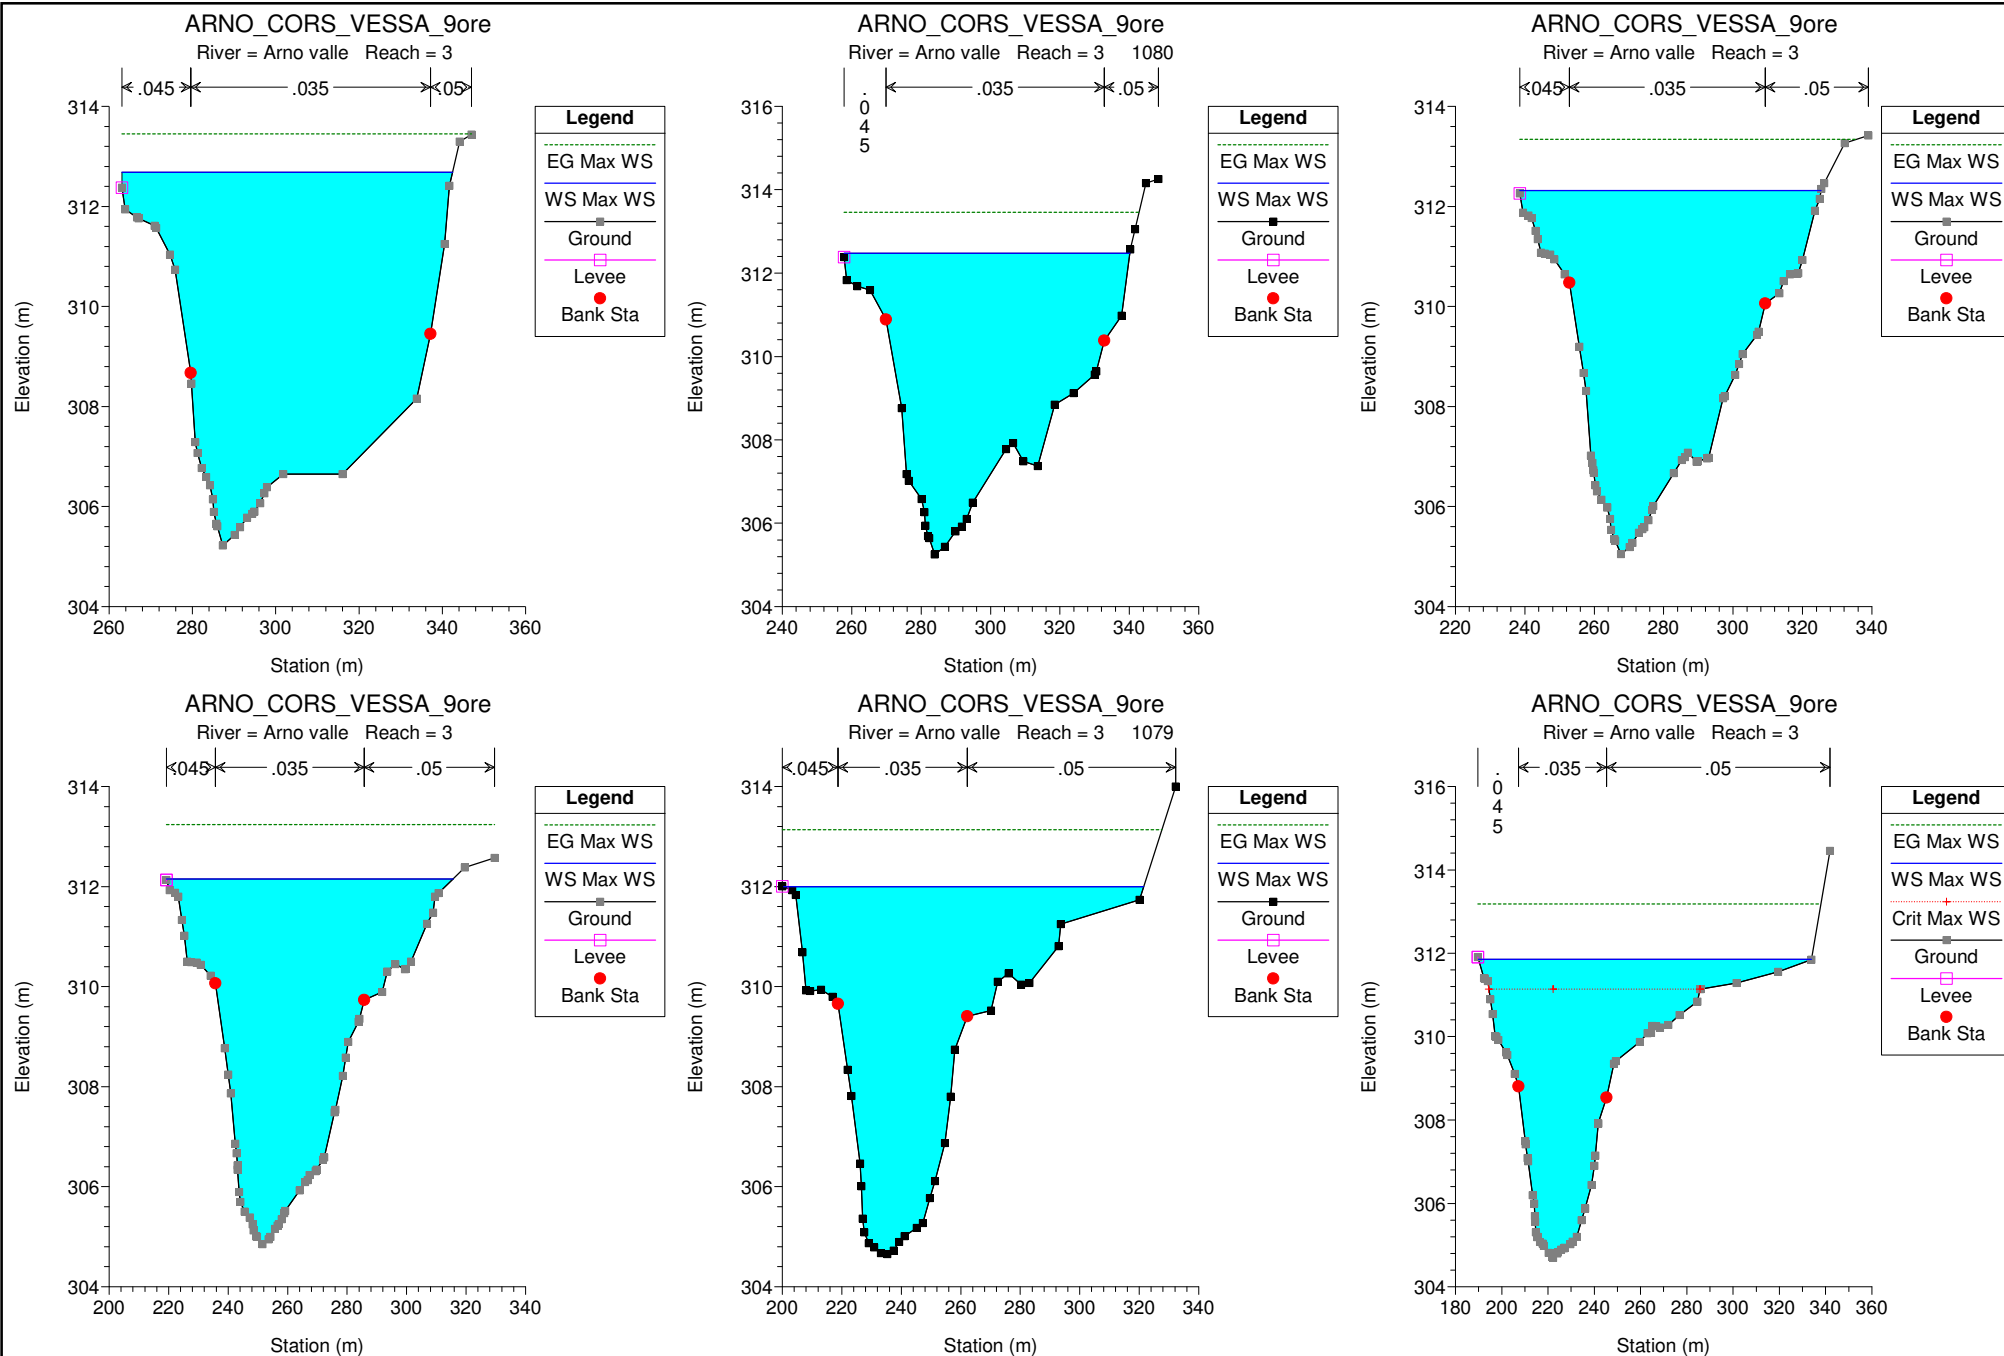 ARNO_CORS_VESSA_9ore
River = Arno valle Reach = 3
.045 .035 .05
Legend
EG Max WS
WS Max WS
Ground
Levee
Bank Sta
Elevation (m)
314
312
310
308
306
304
260 280 300 320 340 360
Station (m)
ARNO_CORS_VESSA_9ore
River = Arno valle Reach = 3 1080
.045 .035 .05
Legend
EG Max WS
WS Max WS
Ground
Levee
Bank Sta
Elevation (m)
316
314
312
310
308
306
304
240 260 280 300 320 340 360
Station (m)
ARNO_CORS_VESSA_9ore
River = Arno valle Reach = 3
.045 .035 .05
Legend
EG Max WS
WS Max WS
Ground
Levee
Bank Sta
Elevation (m)
314
312
310
308
306
304
220 240 260 280 300 320 340
Station (m)
ARNO_CORS_VESSA_9ore
River = Arno valle Reach = 3
.045 .035 .05
Legend
EG Max WS
WS Max WS
Ground
Levee
Bank Sta
Elevation (m)
314
312
310
308
306
304
200 220 240 260 280 300 320 340
Station (m)
ARNO_CORS_VESSA_9ore
River = Arno valle Reach = 3 1079
.045 .035 .05
Legend
EG Max WS
WS Max WS
Ground
Levee
Bank Sta
Elevation (m)
314
312
310
308
306
304
200 220 240 260 280 300 320 340
Station (m)
ARNO_CORS_VESSA_9ore
River = Arno valle Reach = 3
.045 .035 .05
Legend
EG Max WS
WS Max WS
Crit Max WS
Ground
Levee
Bank Sta
Elevation (m)
316
314
312
310
308
306
304
180 200 220 240 260 280 300 320 340 360
Station (m)